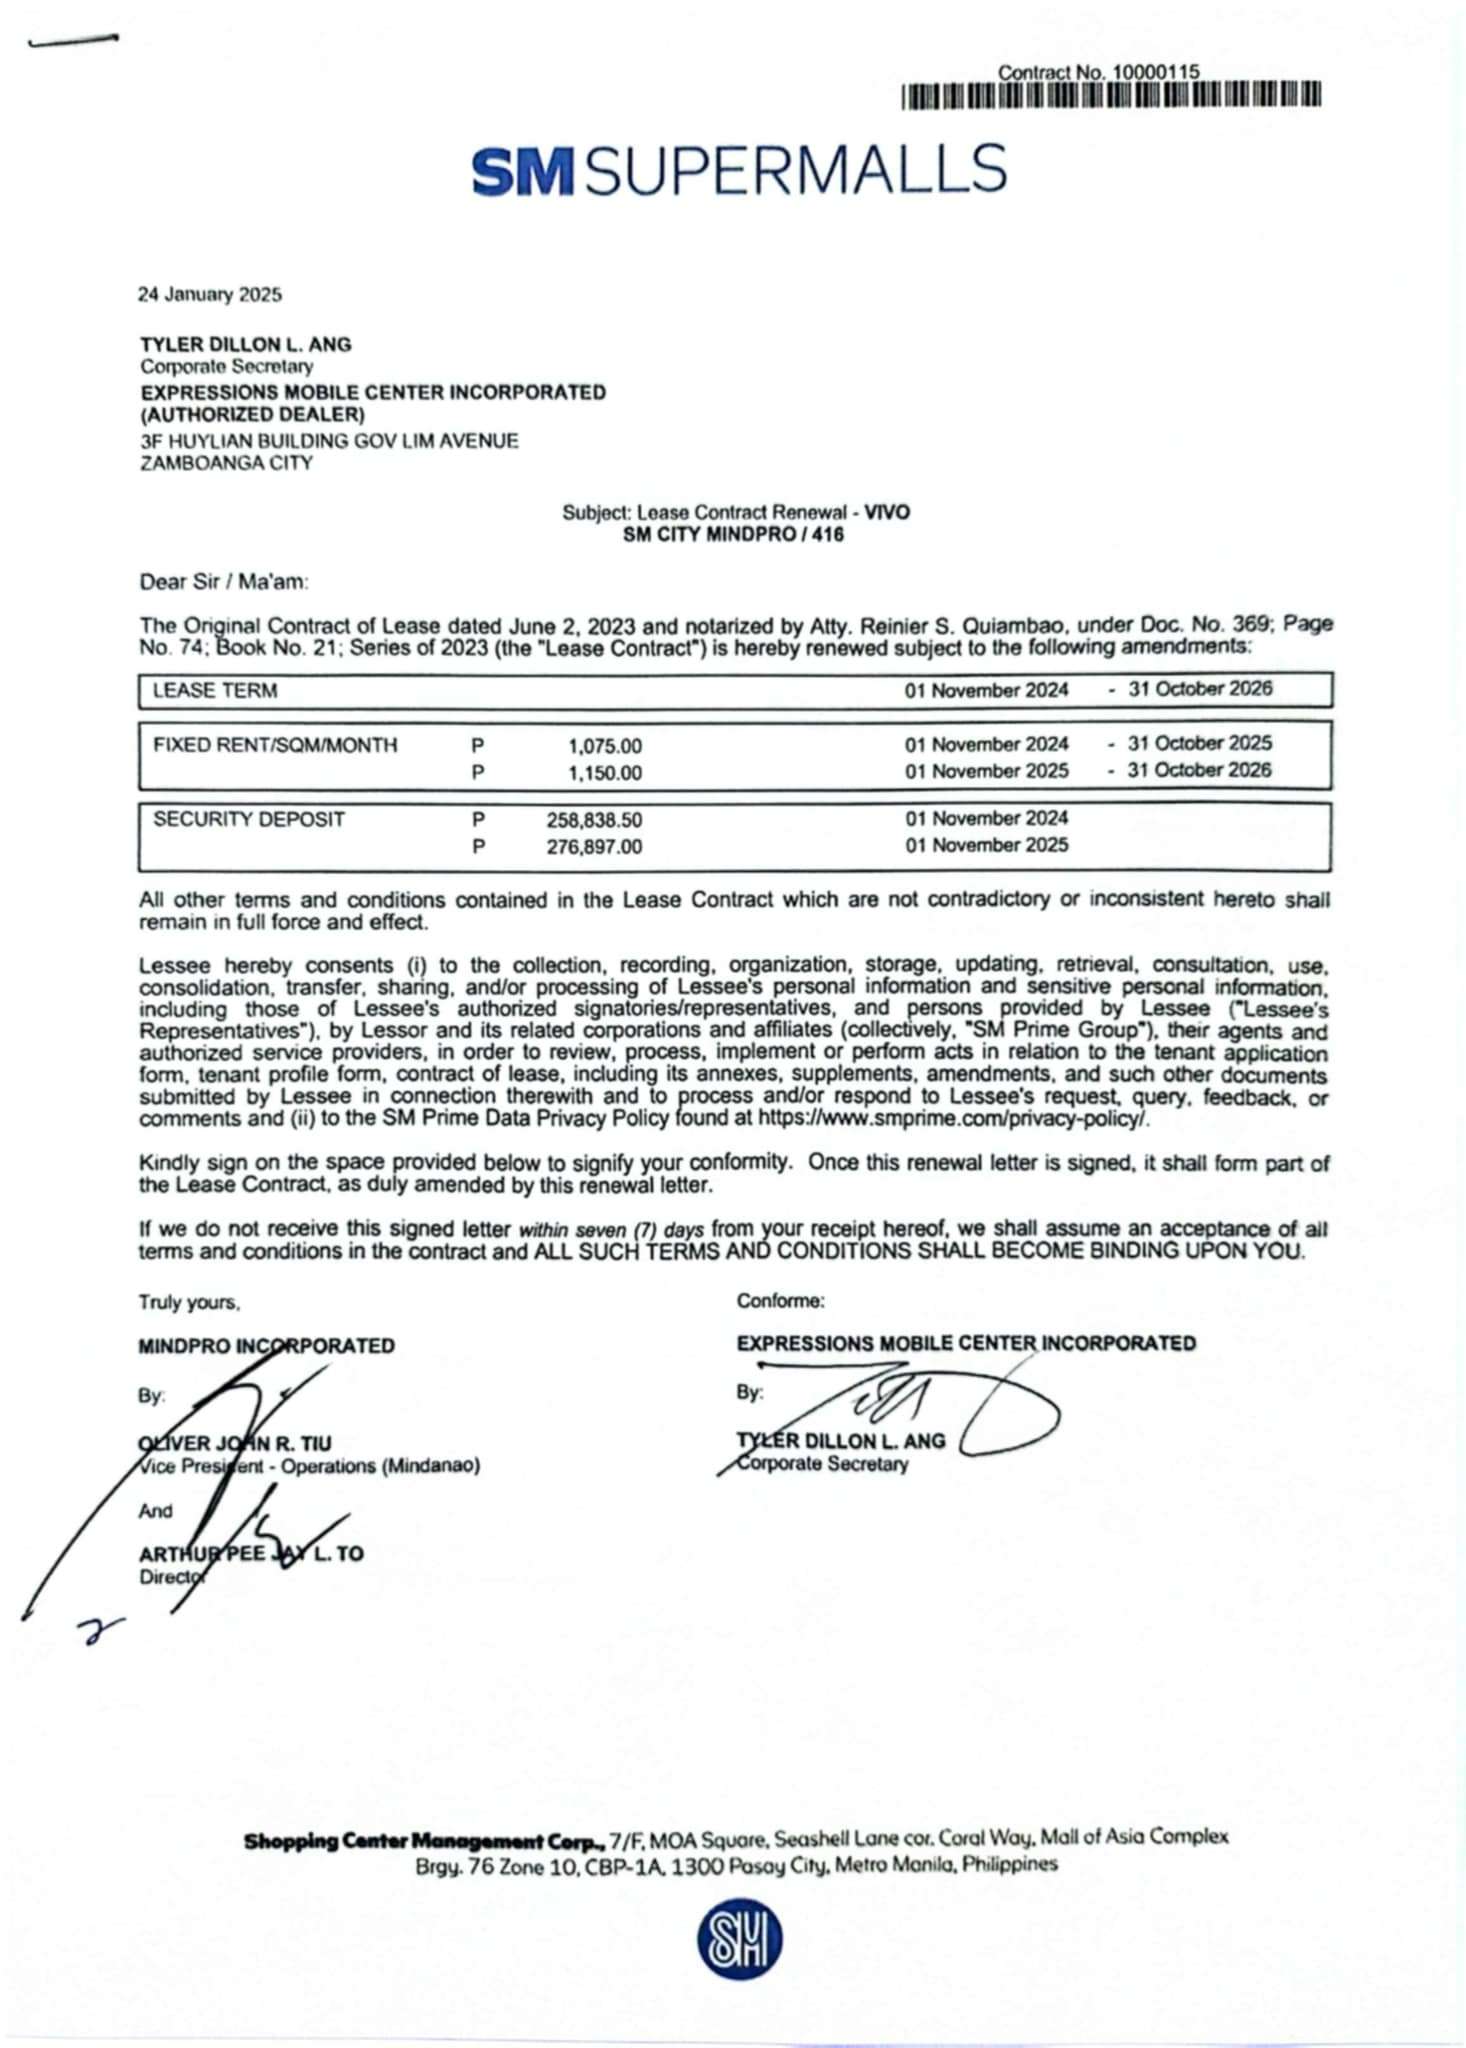 Contract No. 10000115
SM SUPERMALLS
24 January 2025
TYLER DILLON L. ANG
Corporate Secretary
EXPRESSIONS MOBILE CENTER INCORPORATED
(AUTHORIZED DEALER)
3F HUYLIAN BUILDING GOV LIM AVENUE
ZAMBOANGA CITY
Subject: Lease Contract Renewal - VIVO
SM CITY MINDPRO / 416
Dear Sir / Ma'am:
The Original Contract of Lease dated June 2, 2023 and notarized by Atty. Reinier S. Quiambao, under Doc. No. 369; Page
No. 74; Book No. 21; Series of 2023 (the "Lease Contract") is hereby renewed subject to the following amendments:
LEASE TERM 01 November 2024 - 31 October 2026
FIXED RENT/SQM/MONTH P 1,075.00 01 November 2024 - 31 October 2025
P 1,150.00 01 November 2025 - 31 October 2026
SECURITY DEPOSIT P 258,838.50 01 November 2024
P 276,897.00 01 November 2025
All other terms and conditions contained in the Lease Contract which are not contradictory or inconsistent hereto shall
remain in full force and effect.
Lessee hereby consents (i) to the collection, recording, organization, storage, updating, retrieval, consultation, use,
consolidation, transfer, sharing, and/or processing of Lessee's personal information and sensitive personal information,
including those of Lessee's authorized signatories/representatives, and persons provided by Lessee ("Lessee's
Representatives"), by Lessor and its related corporations and affiliates (collectively, "SM Prime Group"), their agents and
authorized service providers, in order to review, process, implement or perform acts in relation to the tenant application
form, tenant profile form, contract of lease, including its annexes, supplements, amendments, and such other documents
submitted by Lessee in connection therewith and to process and/or respond to Lessee's request, query, feedback, or
comments and (ii) to the SM Prime Data Privacy Policy found at https://www.smprime.com/privacy-policy/.
Kindly sign on the space provided below to signify your conformity. Once this renewal letter is signed, it shall form part of
the Lease Contract, as duly amended by this renewal letter.
If we do not receive this signed letter within seven (7) days from your receipt hereof, we shall assume an acceptance of all
terms and conditions in the contract and ALL SUCH TERMS AND CONDITIONS SHALL BECOME BINDING UPON YOU.
Truly yours,
MINDPRO INCORPORATED
By:
OLIVER JOHN R. TIU
Vice President - Operations (Mindanao)
And
ARTHUR PEE JAY L. TO
Director
Conforme:
EXPRESSIONS MOBILE CENTER INCORPORATED
By:
TYLER DILLON L. ANG
Corporate Secretary
Shopping Center Management Corp., 7/F, MOA Square, Seashell Lane cor. Coral Way, Mall of Asia Complex
Brgy. 76 Zone 10, CBP-1A, 1300 Pasay City, Metro Manila, Philippines
SM